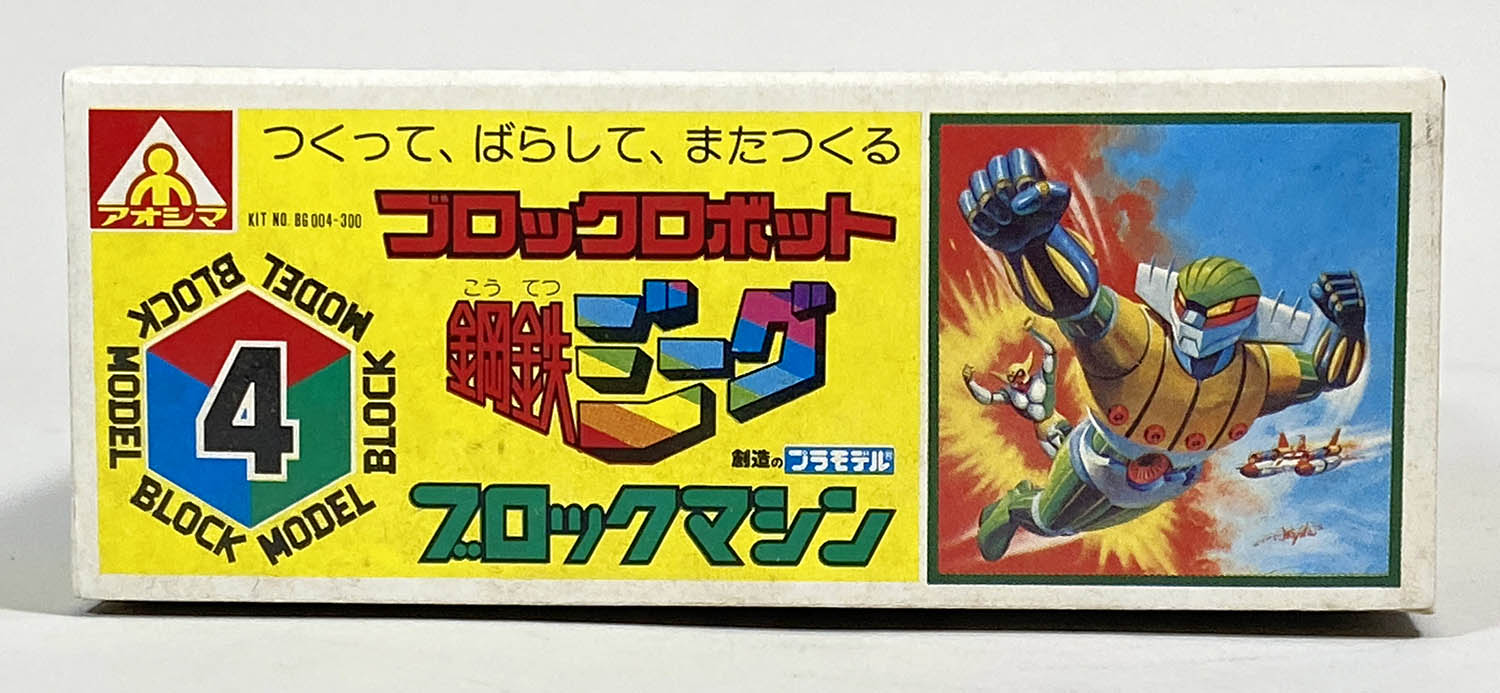 アオシマ
つくって、ばらして、またつくる
KIT NO. BG004-300
ブロックロボット
こうてつ
鋼鉄ジーグ
創造のプラモデル
ブロックマシン
4
BLOCK MODEL BLOCK MODEL BLOCK MODEL